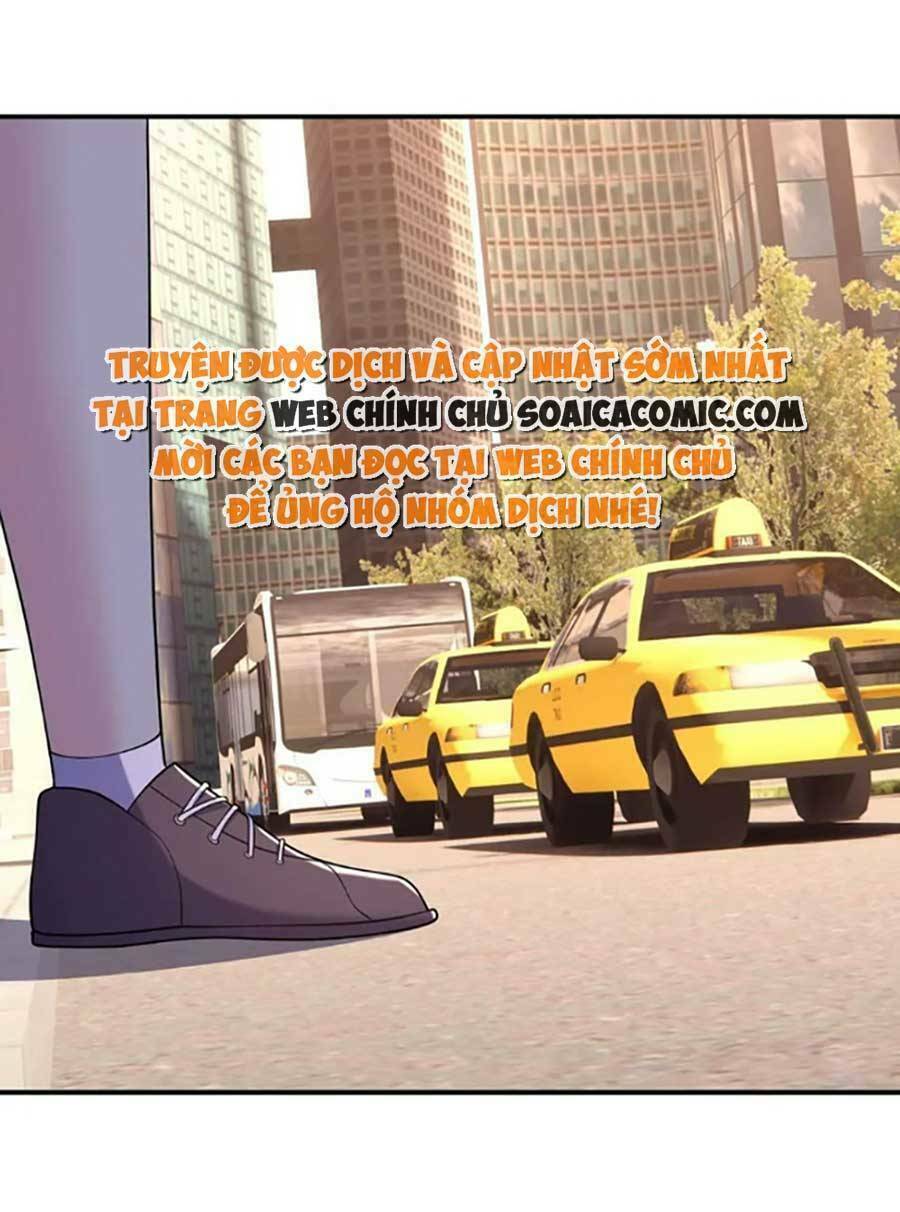 TRUYỆN ĐƯỢC DỊCH VÀ CẬP NHẬT SỚM NHẤT
TẠI TRANG WEB CHÍNH CHỦ SOAICACOMIC.COM
MỜI CÁC BẠN ĐỌC TẠI WEB CHÍNH CHỦ
ĐỂ ỦNG HỘ NHÓM DỊCH NHÉ!
TAXI